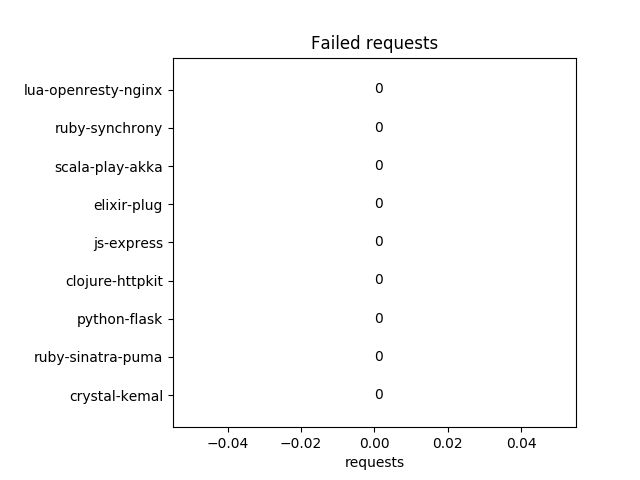 Failed requests
lua-openresty-nginx 0
ruby-synchrony 0
scala-play-akka 0
elixir-plug 0
js-express 0
clojure-httpkit 0
python-flask 0
ruby-sinatra-puma 0
crystal-kemal 0
−0.04 −0.02 0.00 0.02 0.04
requests